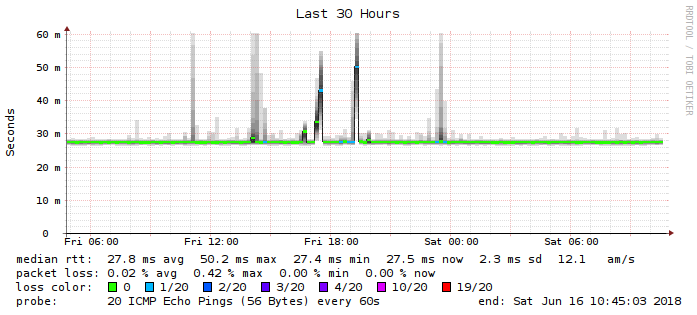 Last 30 Hours
RRDTOOL / TOBI OETIKER
Seconds
60 m
50 m
40 m
30 m
20 m
10 m
0
Fri 06:00 Fri 12:00 Fri 18:00 Sat 00:00 Sat 06:00
median rtt: 27.8 ms avg 50.2 ms max 27.4 ms min 27.5 ms now 2.3 ms sd 12.1 am/s
packet loss: 0.02 % avg 0.42 % max 0.00 % min 0.00 % now
loss color: 0 1/20 2/20 3/20 4/20 10/20 19/20
probe: 20 ICMP Echo Pings (56 Bytes) every 60s end: Sat Jun 16 10:45:03 2018